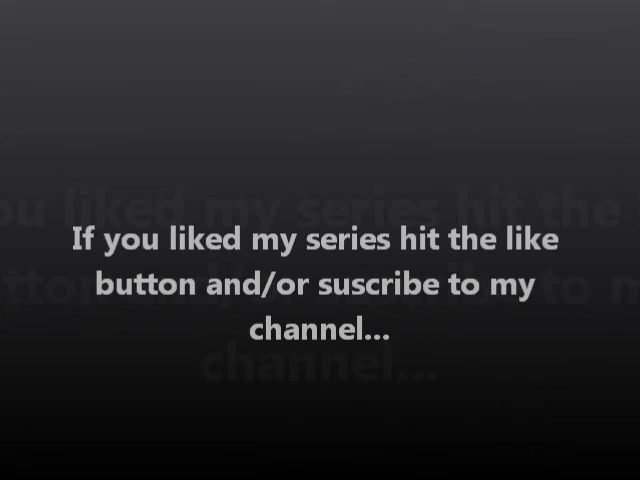 If you liked my series hit the like
button and/or suscribe to my
channel...